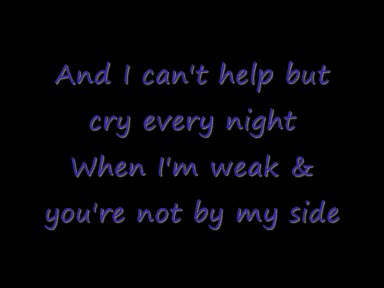 And I can't help but
cry every night
When I'm weak &
you're not by my side